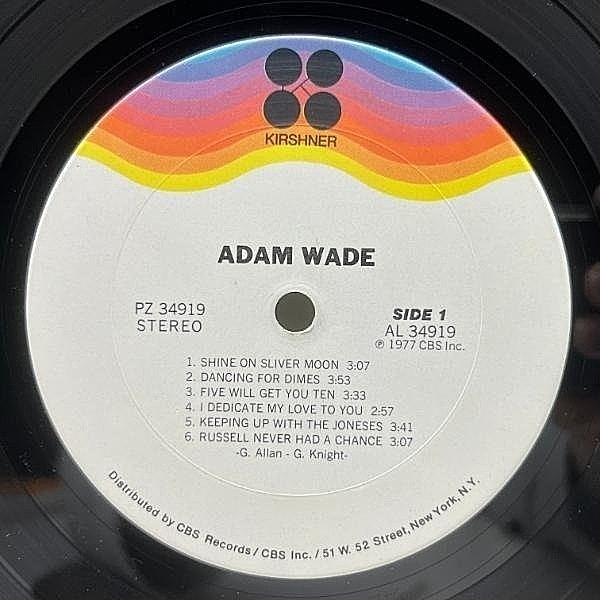 KIRSHNER
ADAM WADE
PZ 34919
STEREO
SIDE 1
AL 34919
Ⓟ 1977 CBS Inc.
1. SHINE ON SLIVER MOON 3:07
2. DANCING FOR DIMES 3:53
3. FIVE WILL GET YOU TEN 3:33
4. I DEDICATE MY LOVE TO YOU 2:57
5. KEEPING UP WITH THE JONESES 3:41
6. RUSSELL NEVER HAD A CHANCE 3:07
-G. Allan - G. Knight-
Distributed by CBS Records / CBS Inc. / 51 W. 52 Street, New York, N.Y.